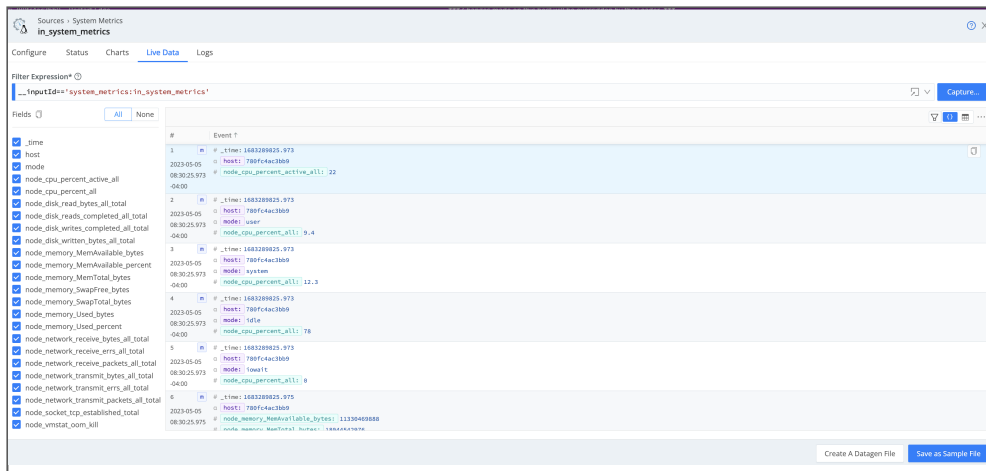 Sources › System Metrics
in_system_metrics
Configure Status Charts Live Data Logs
Filter Expression*
__inputId=='system_metrics:in_system_metrics'
Capture...
Fields All None
# Event ↑
_time
host
mode
node_cpu_percent_active_all
node_cpu_percent_all
node_disk_read_bytes_all_total
node_disk_reads_completed_all_total
node_disk_writes_completed_all_total
node_disk_written_bytes_all_total
node_memory_MemAvailable_bytes
node_memory_MemAvailable_percent
node_memory_MemTotal_bytes
node_memory_SwapFree_bytes
node_memory_SwapTotal_bytes
node_memory_Used_bytes
node_memory_Used_percent
node_network_receive_bytes_all_total
node_network_receive_errs_all_total
node_network_receive_packets_all_total
node_network_transmit_bytes_all_total
node_network_transmit_errs_all_total
node_network_transmit_packets_all_total
node_socket_tcp_established_total
node_vmstat_oom_kill
1 m # _time: 1683289825.973
2023-05-05 α host: 780fc4ac3bb9
08:30:25.973 # node_cpu_percent_active_all: 22
-04:00
2 m # _time: 1683289825.973
2023-05-05 α host: 780fc4ac3bb9
08:30:25.973 α mode: user
-04:00 # node_cpu_percent_all: 9.4
3 m # _time: 1683289825.973
2023-05-05 α host: 780fc4ac3bb9
08:30:25.973 α mode: system
-04:00 # node_cpu_percent_all: 12.3
4 m # _time: 1683289825.973
2023-05-05 α host: 780fc4ac3bb9
08:30:25.973 α mode: idle
-04:00 # node_cpu_percent_all: 78
5 m # _time: 1683289825.973
2023-05-05 α host: 780fc4ac3bb9
08:30:25.973 α mode: iowait
-04:00 # node_cpu_percent_all: 0
6 m # _time: 1683289825.975
2023-05-05 α host: 780fc4ac3bb9
08:30:25.975 # node_memory_MemAvailable_bytes: 11330469888
# node_memory_MemTotal_bytes:
Create A Datagen File Save as Sample File